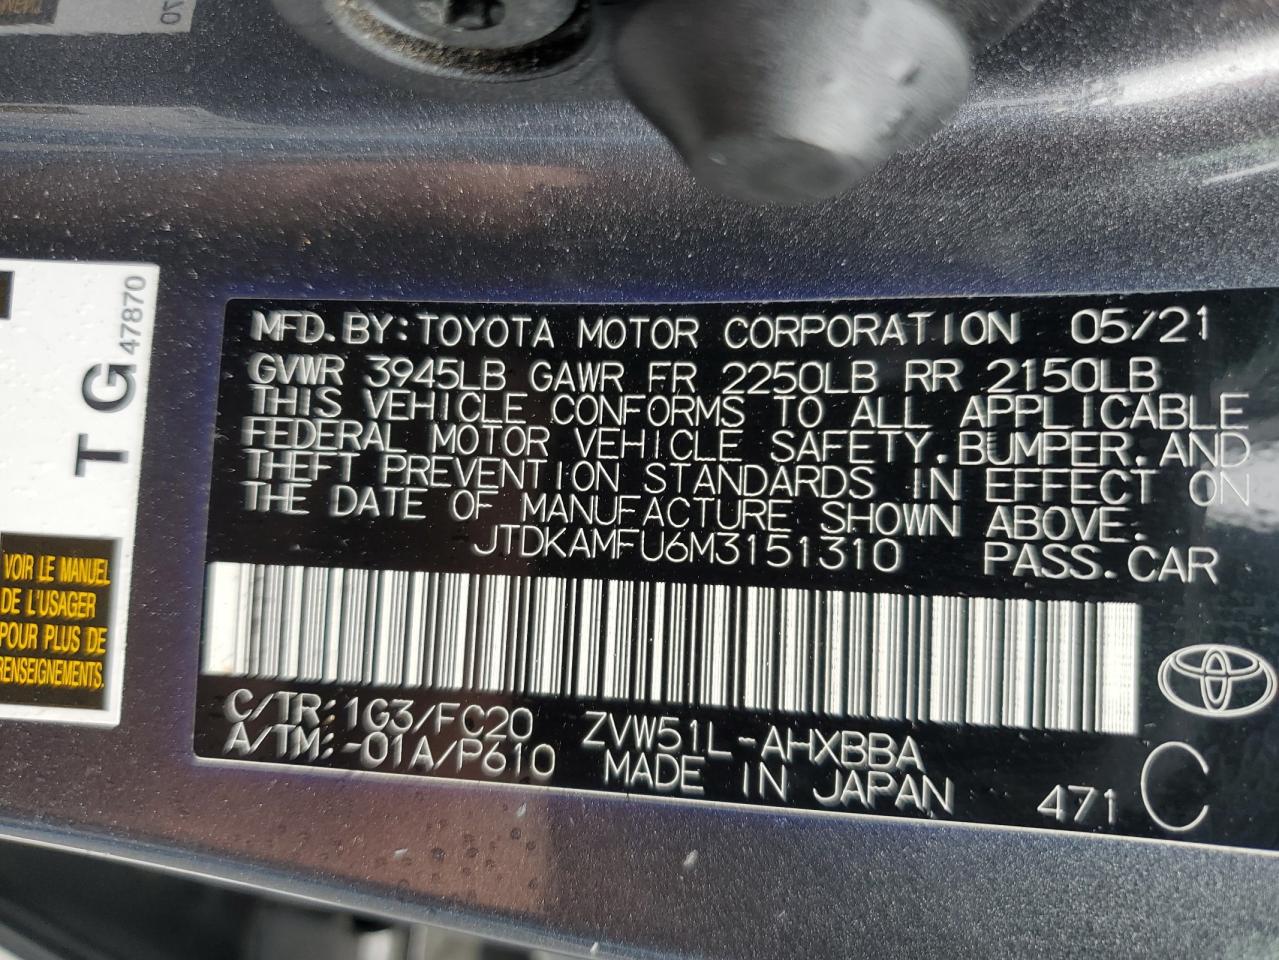 47870
T G
VOIR LE MANUEL
DE L'USAGER
POUR PLUS DE
RENSEIGNEMENTS.
MFD. BY: TOYOTA MOTOR CORPORATION 05/21
GVWR 3945LB GAWR FR 2250LB RR 2150LB
THIS VEHICLE CONFORMS TO ALL APPLICABLE
FEDERAL MOTOR VEHICLE SAFETY, BUMPER, AND
THEFT PREVENTION STANDARDS IN EFFECT ON
THE DATE OF MANUFACTURE SHOWN ABOVE.
JTDKAMFU6M3151310 PASS. CAR
C/TR: 1G3/FC20 ZVW51L-AHXBBA
A/TM: -01A/P610 MADE IN JAPAN 471 C